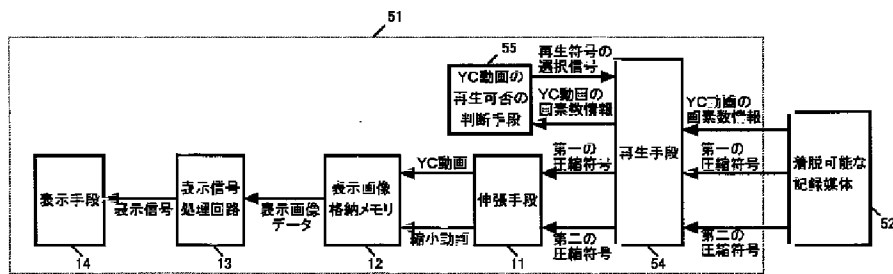 51
55
YC動画の
再生可否の
判断手段
再生符号の
選択信号
YC動画の
画素数情報
YC動画の
画素数情報
表示手段
表示信号
表示信号
処理回路
表示画像
データ
表示画像
格納メモリ
YC動画
縮小動画
伸張手段
第一の
圧縮符号
第二の
圧縮符号
再生手段
第一の
圧縮符号
第二の
圧縮符号
着脱可能な
記録媒体
14
13
12
11
54
52